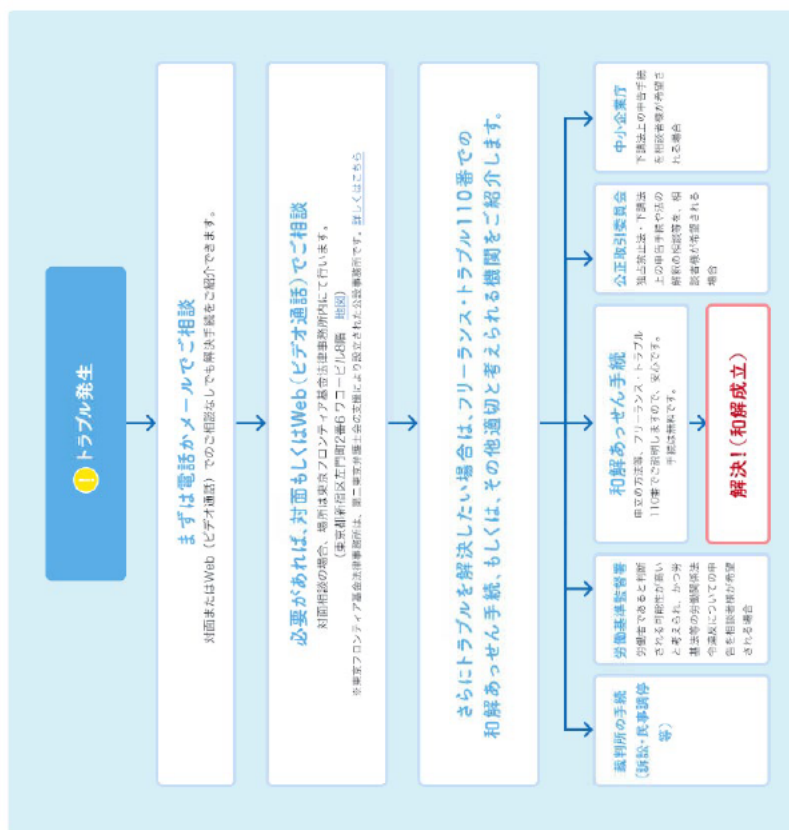 トラブル発生
まずは電話かメールでご相談
対面またはWeb(ビデオ通話)でのご相談なしでも解決手続をご紹介できます。
必要があれば、対面もしくはWeb(ビデオ通話)でご相談
対面相談の場合、場所は東京フロンティア基金法律事務所内にて行います。
(東京都新宿区左門町2番6 ワコービル8階 地図)
※東京フロンティア基金法律事務所は、第二東京弁護士会の支援により設立された公設事務所です。詳しくはこちら
さらにトラブルを解決したい場合は、フリーランス・トラブル110番での
和解あっせん手続、もしくは、その他適切と考えられる機関をご紹介します。
裁判所の手続
(訴訟・民事調停
等)
労働基準監督署
労働者であると判断
される可能性が高い
と考えられ、かつ労
基法等の労働関係法
令違反についての申
告を相談者様が希望
される場合
和解あっせん手続
申立の方法等、フリーランス・トラブル
110番でご説明しますので、安心です。
手続は無料です。
解決!(和解成立)
公正取引委員会
独占禁止法・下請法
上の申告手続や法の
解釈の相談等を、相
談者様が希望される
場合
中小企業庁
下請法上の申告手続
を相談者様が希望さ
れる場合